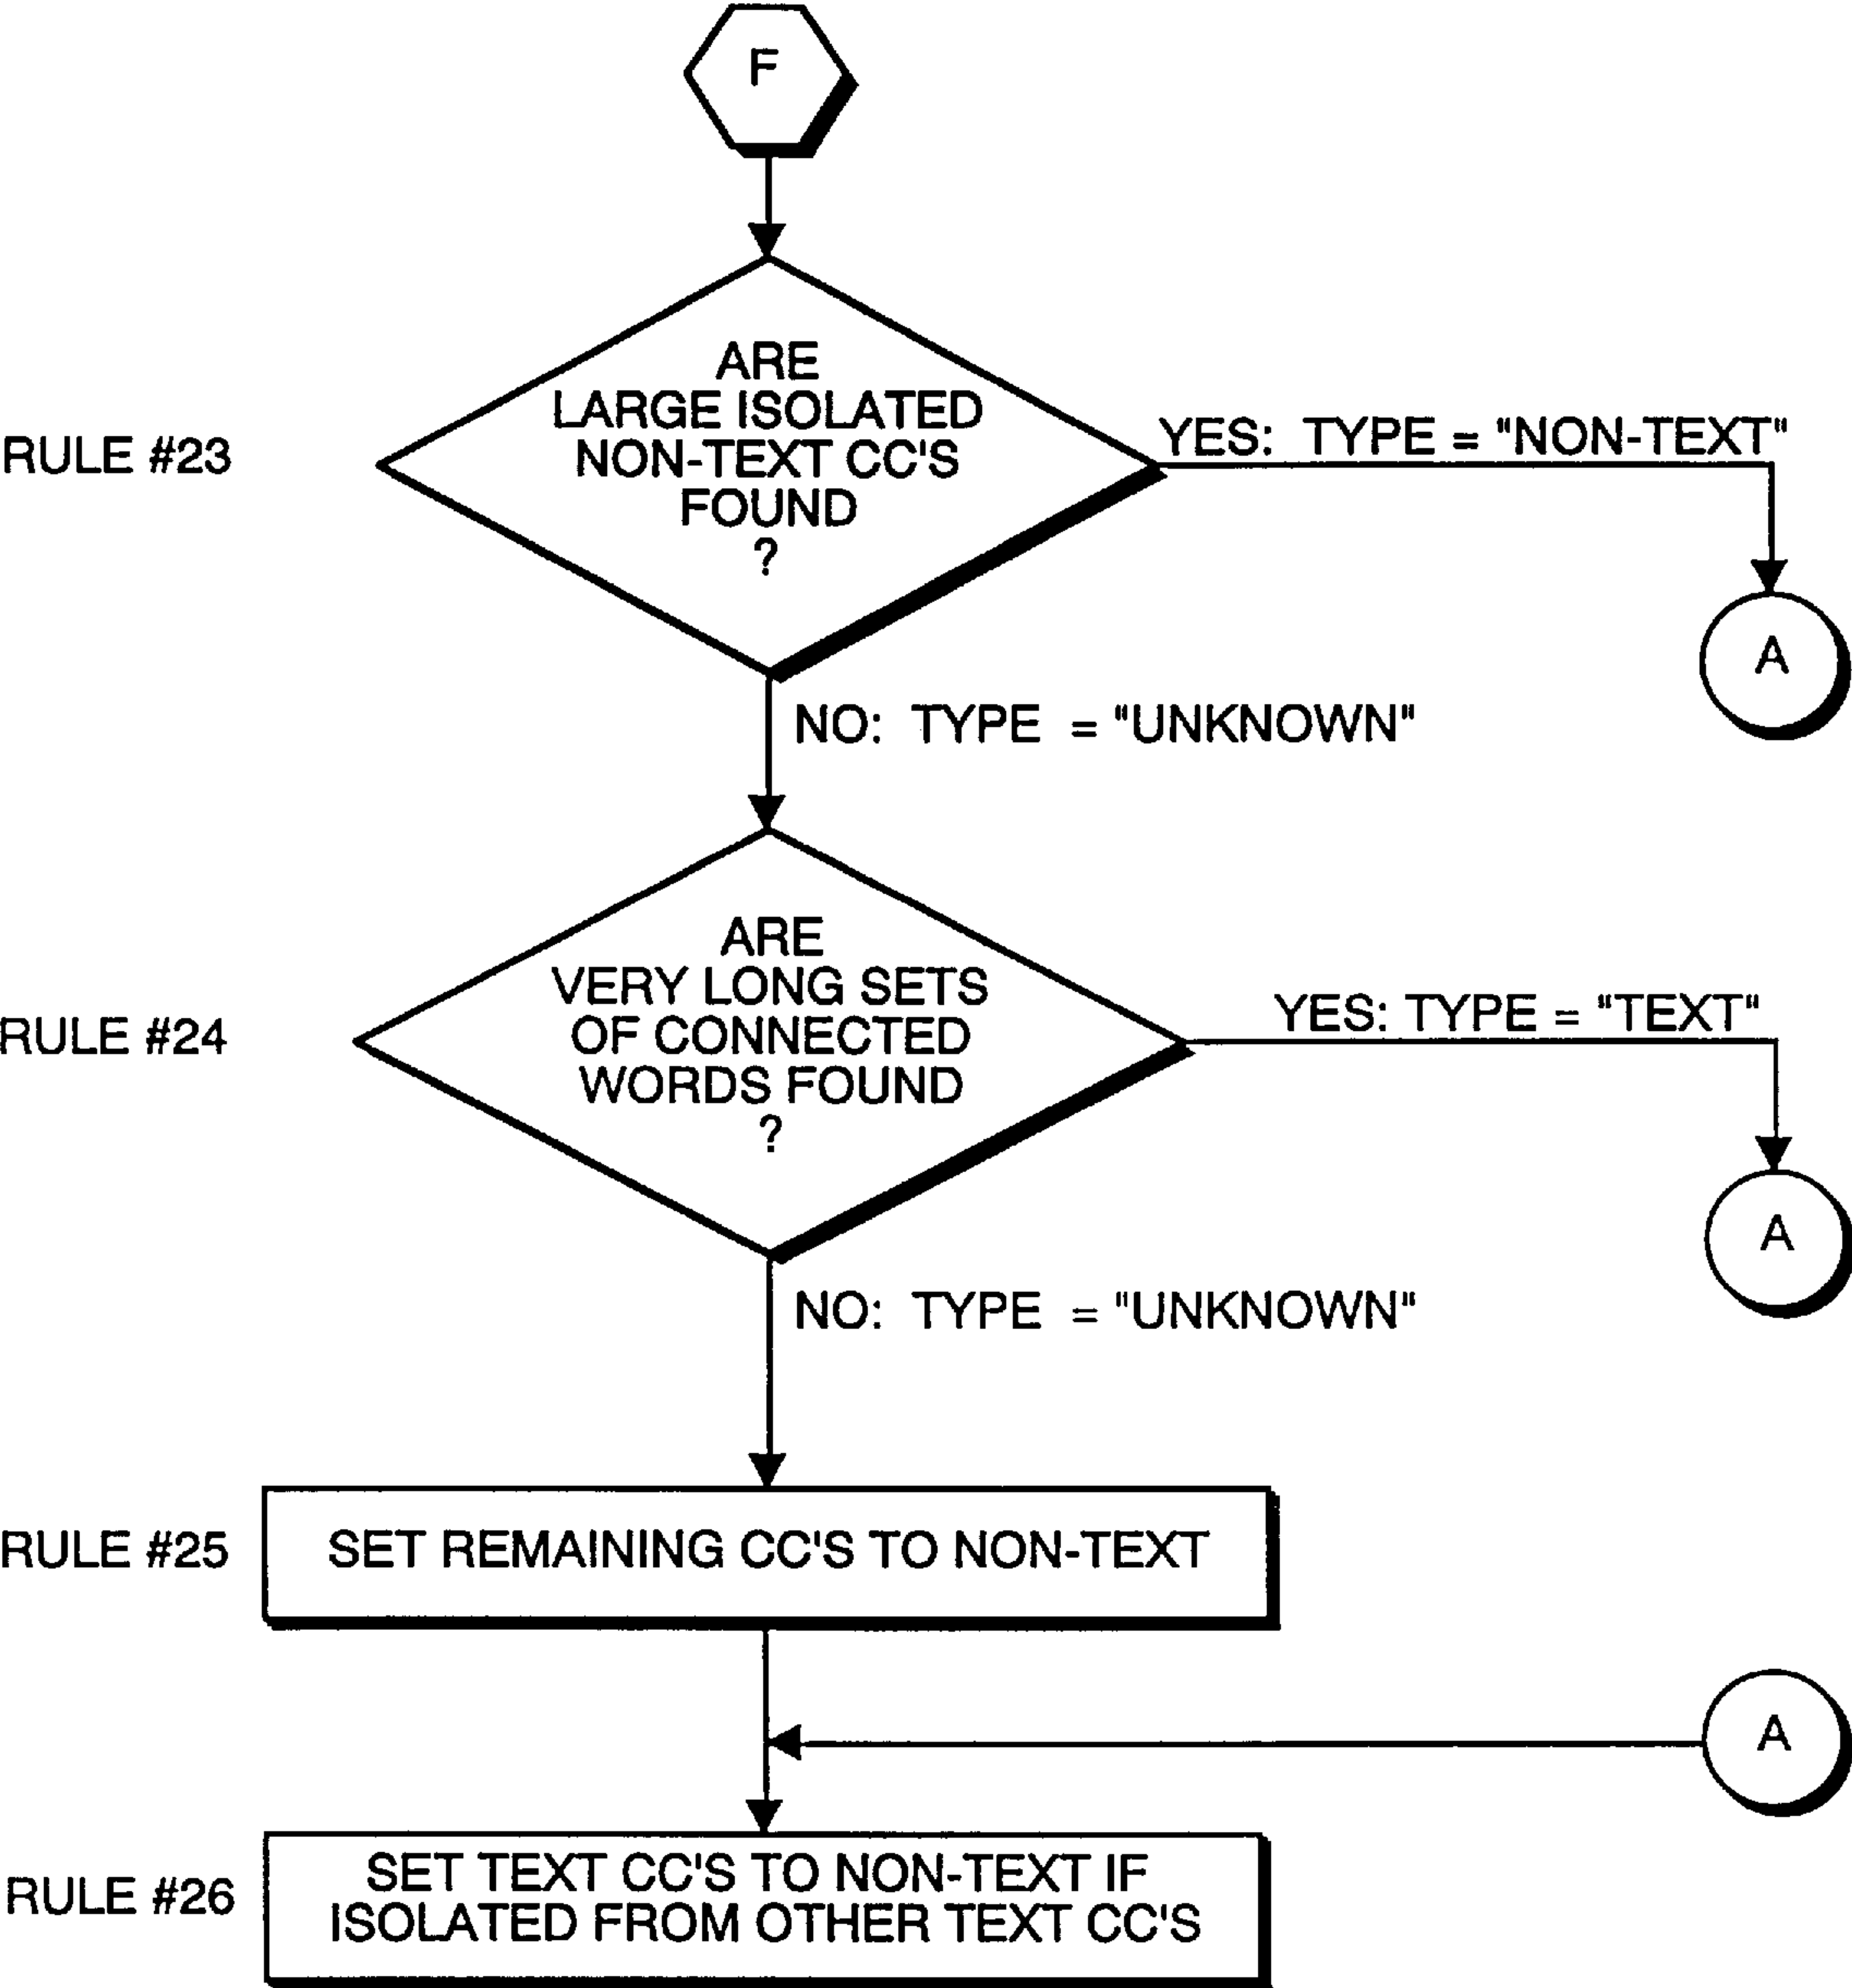 F
ARE
LARGE ISOLATED
NON-TEXT CC'S
FOUND
?
RULE #23
YES: TYPE = "NON-TEXT"
A
NO: TYPE = "UNKNOWN"
ARE
VERY LONG SETS
OF CONNECTED
WORDS FOUND
?
RULE #24
YES: TYPE = "TEXT"
A
NO: TYPE = "UNKNOWN"
RULE #25
SET REMAINING CC'S TO NON-TEXT
A
RULE #26
SET TEXT CC'S TO NON-TEXT IF
ISOLATED FROM OTHER TEXT CC'S